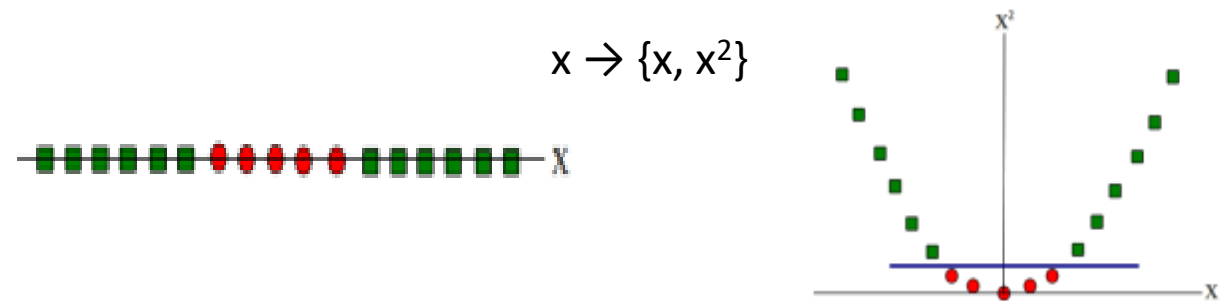 x → {x, x²}
X
X²
X